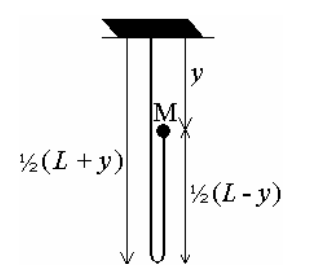 y
M
½(L + y)
½(L - y)